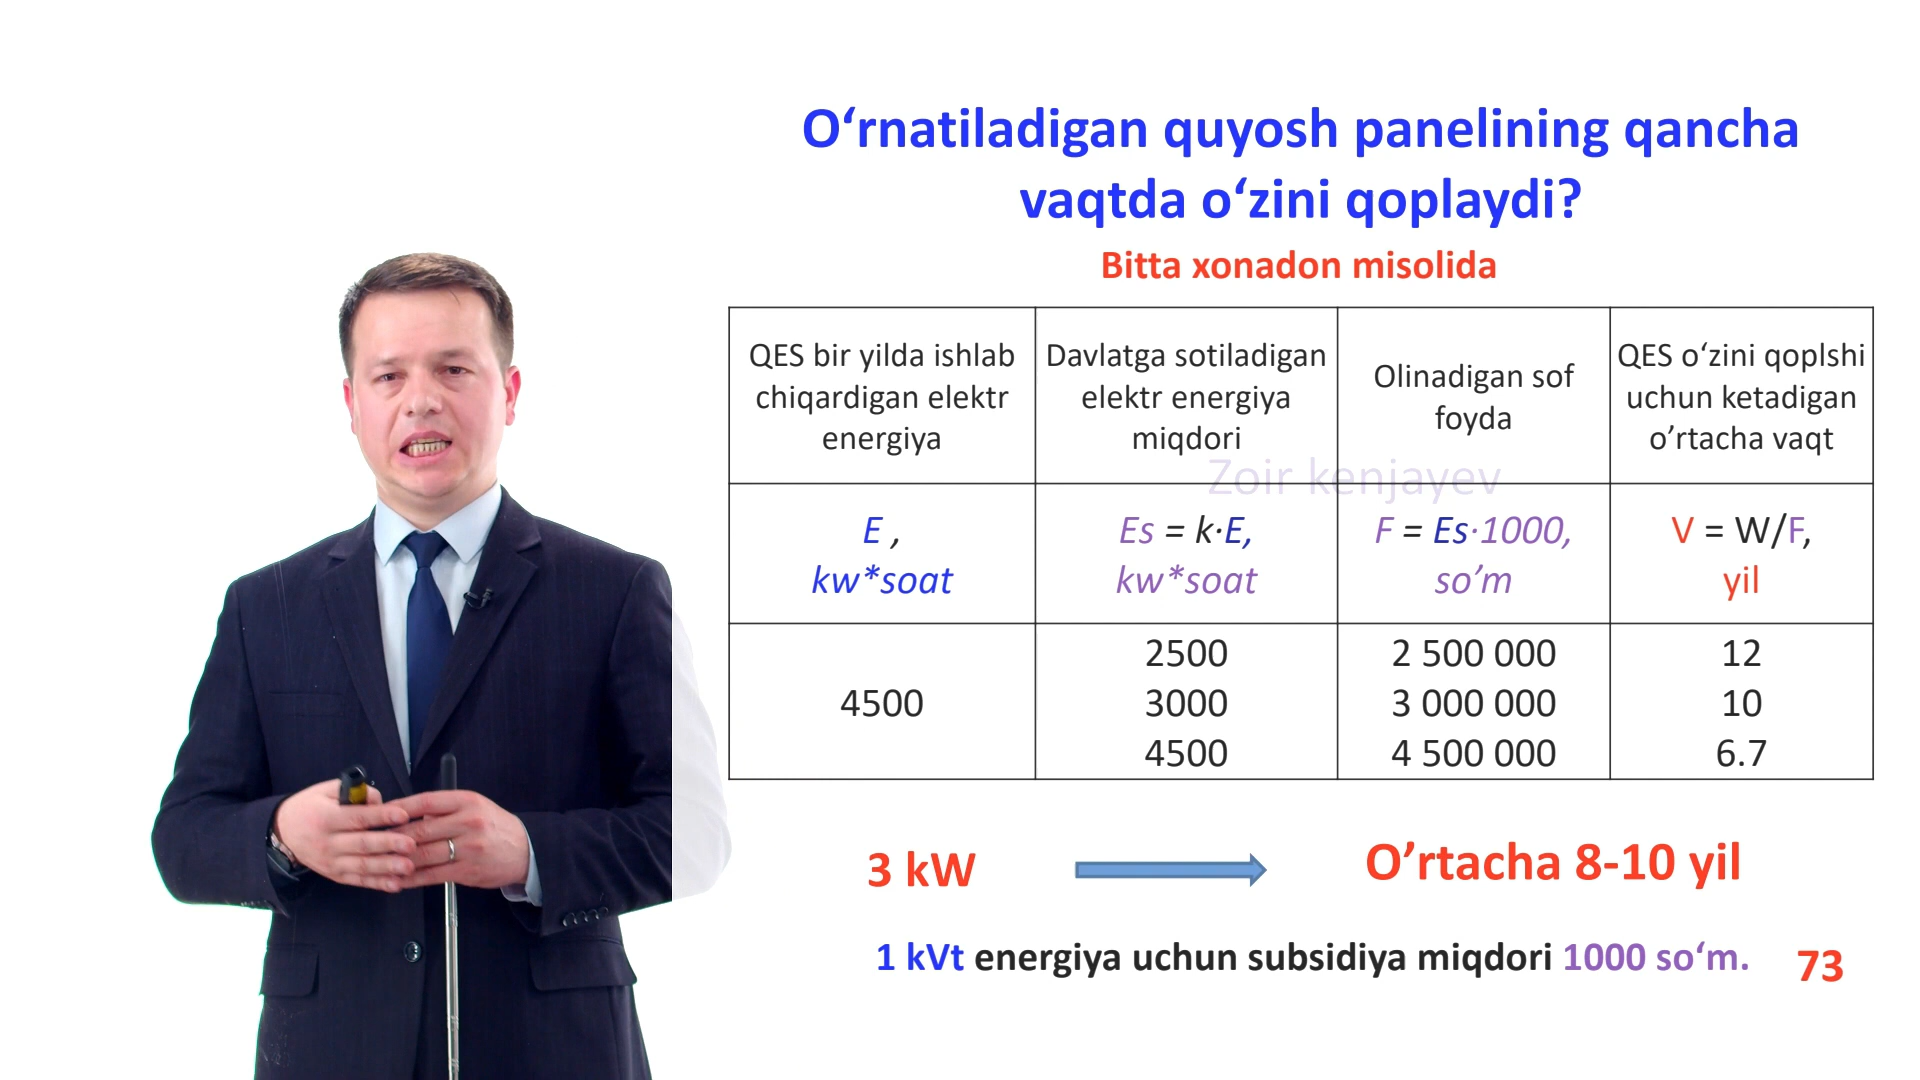 O‘rnatiladigan quyosh panelining qancha
vaqtda o‘zini qoplaydi?
Bitta xonadon misolida
QES bir yilda ishlab
chiqardigan elektr
energiya
Davlatga sotiladigan
elektr energiya
miqdori
Olinadigan sof
foyda
QES o‘zini qoplshi
uchun ketadigan
o’rtacha vaqt
Zoir kenjayev
E ,
kw*soat
Es = k·E,
kw*soat
F = Es·1000,
so’m
V = W/F,
yil
4500
2500
3000
4500
2 500 000
3 000 000
4 500 000
12
10
6.7
3 kW
O’rtacha 8-10 yil
1 kVt energiya uchun subsidiya miqdori 1000 so‘m.
73